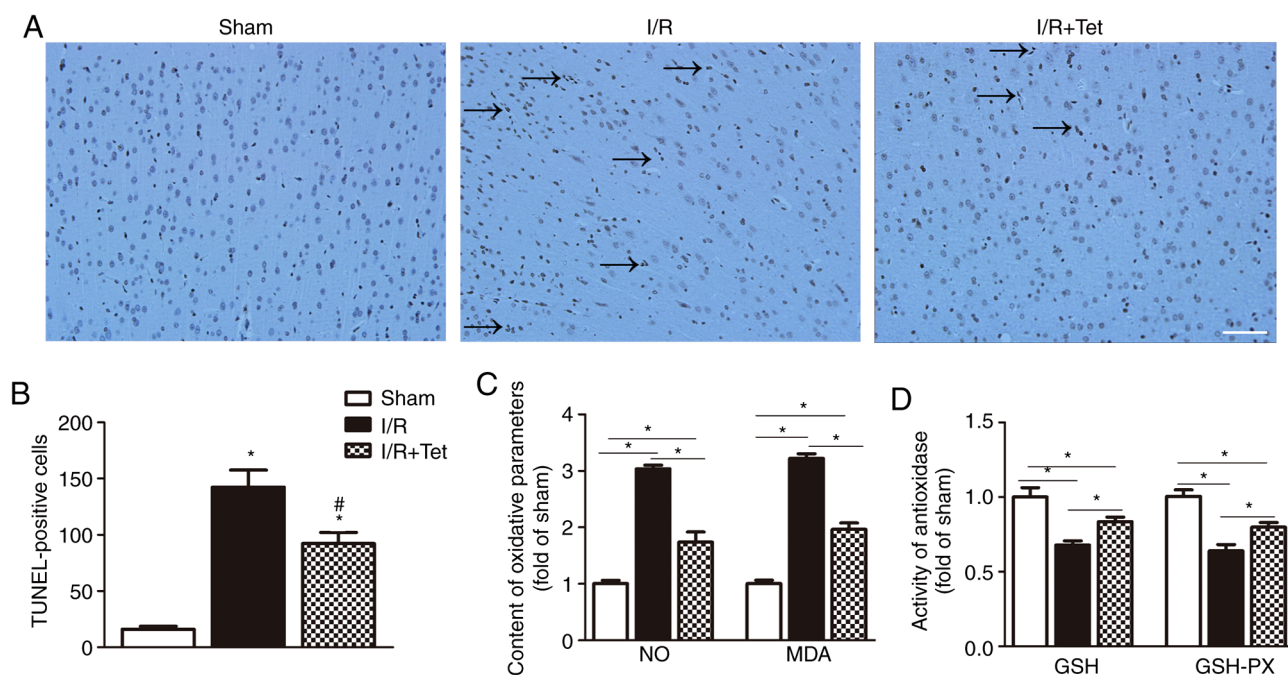 A
Sham
I/R
I/R+Tet
B
Sham
I/R
I/R+Tet
TUNEL-positive cells
200
150
100
50
0
*
#
*
C
Content of oxidative parameters
(fold of sham)
4
3
2
1
0
*
* *
*
* *
NO MDA
D
Activity of antioxidase
(fold of sham)
1.5
1.0
0.5
0.0
*
*
*
*
*
*
GSH GSH-PX